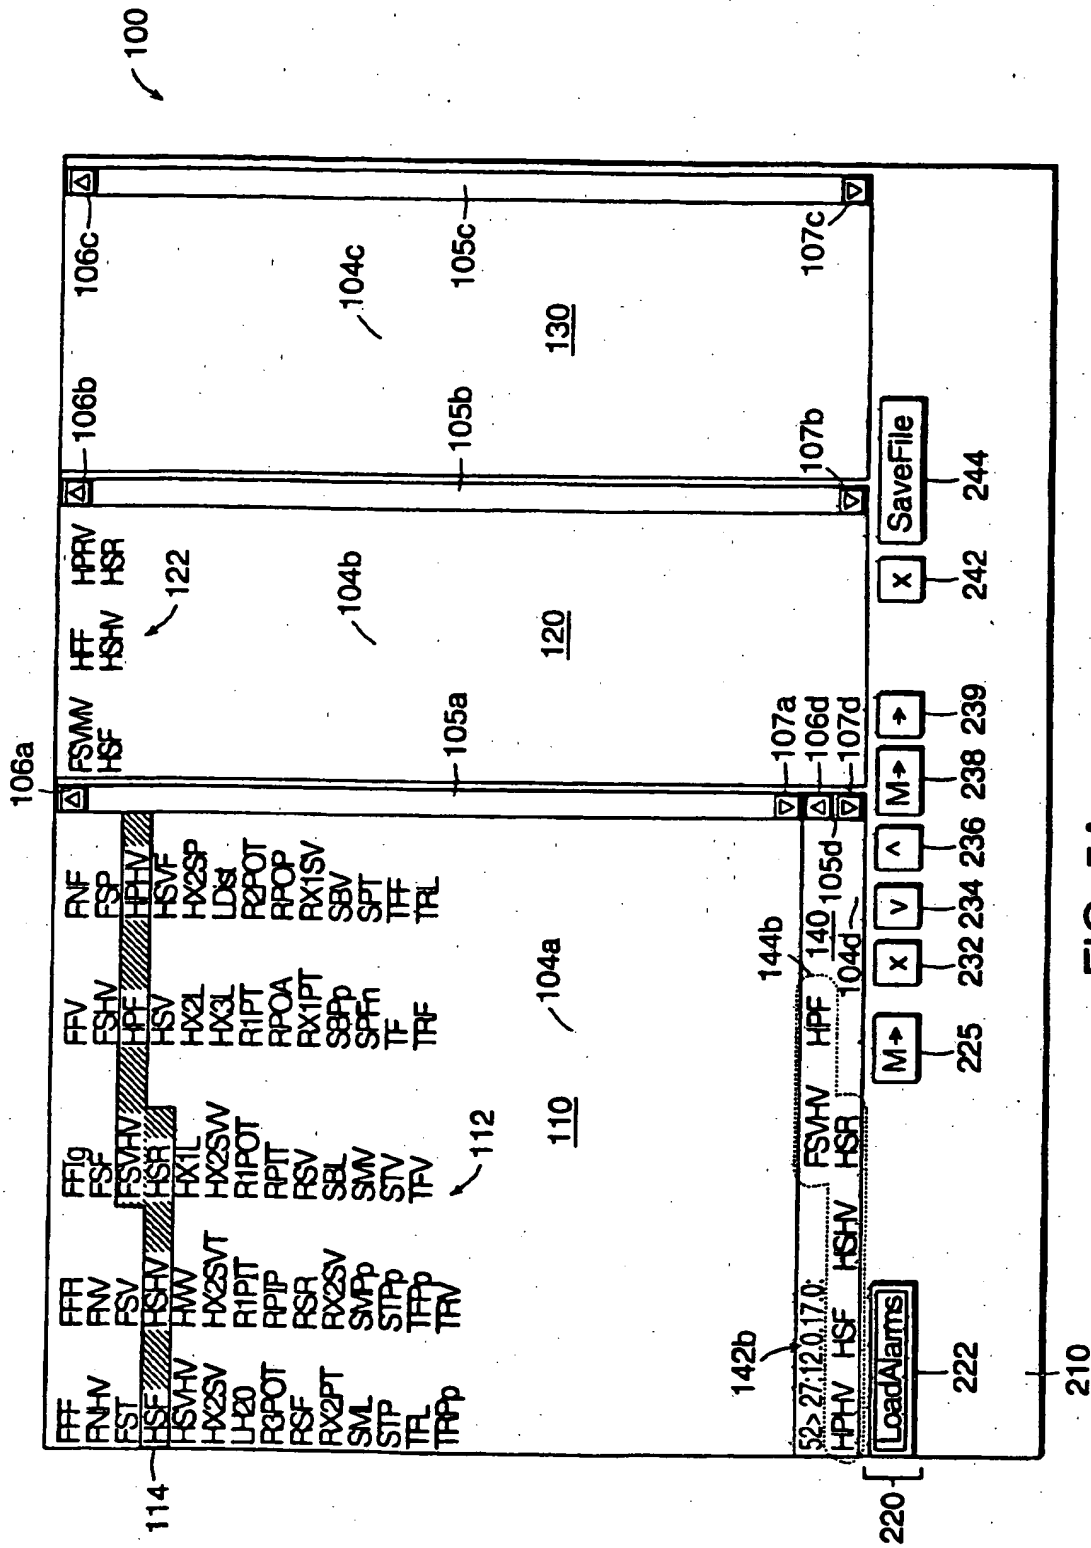 100
106a
106b
106c
FFF FFR FFTg FFV FNF
FNHV FNV FSF FSHV FSP
FST FSV FSVHV HPF HPHV
HSF HSHV HSR HSV HSVF
HSVHV HX1L HX2L HX2SP
HX2SV HX2SVT HX2SVV HX3L LDist
LH20 R1PIT R1POT R1PT R2POT
R3POT RPIP RPIT RPOA RPOP
RSF RSR RSV RX1PT RX1SV
RX2PT RX2SV SBL SBPp SBV
SML SMPp SMV SPFn SPT
STP STPp STV TF TFF
TFL TFPp TFV TRF TRL
TRPp TRV
114
112
110
104a
105a
FSVMV HFF HPRV
HSF HSHV HSR
122
104b
120
105b
104c
105c
130
142b
144b
107a
106d
107d
107b
107c
52> 27:12.0 17.0: FSVHV HPF
HPHV HSF HSHV HSR
140
105d
104d
LoadAlarms M→ X V ^ M→ → X SaveFile
220
222
225
232
234
236
238
239
242
244
210